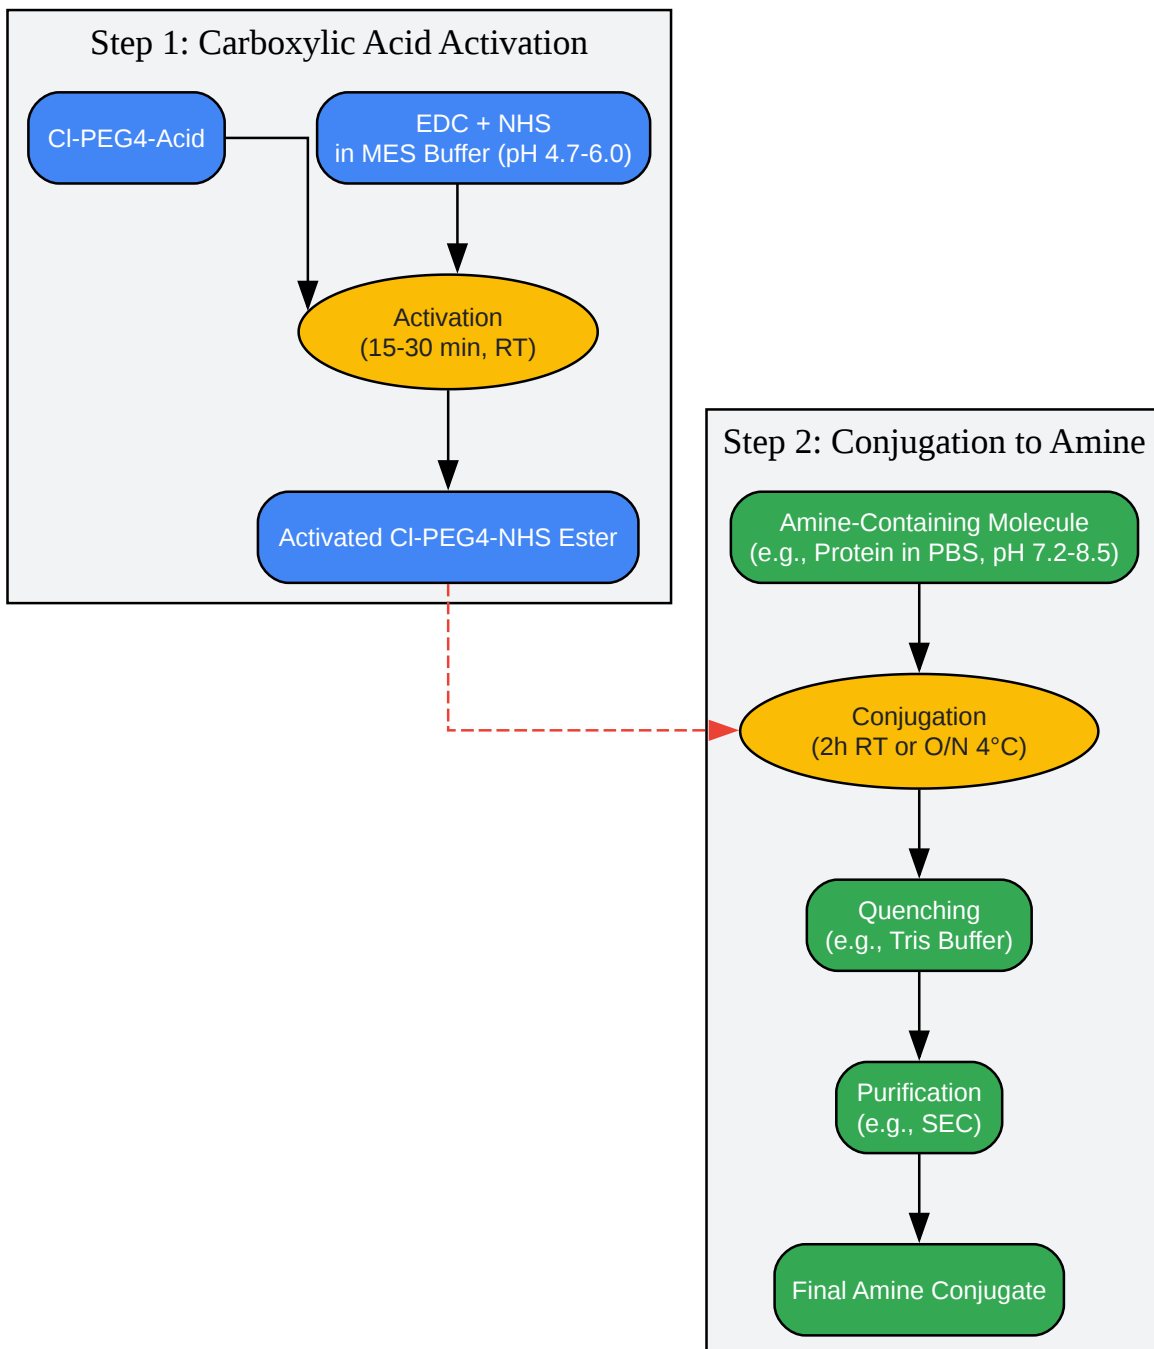 Step 1: Carboxylic Acid Activation
Cl-PEG4-Acid
EDC + NHS
in MES Buffer (pH 4.7-6.0)
Activation
(15-30 min, RT)
Activated Cl-PEG4-NHS Ester
Step 2: Conjugation to Amine
Amine-Containing Molecule
(e.g., Protein in PBS, pH 7.2-8.5)
Conjugation
(2h RT or O/N 4°C)
Quenching
(e.g., Tris Buffer)
Purification
(e.g., SEC)
Final Amine Conjugate